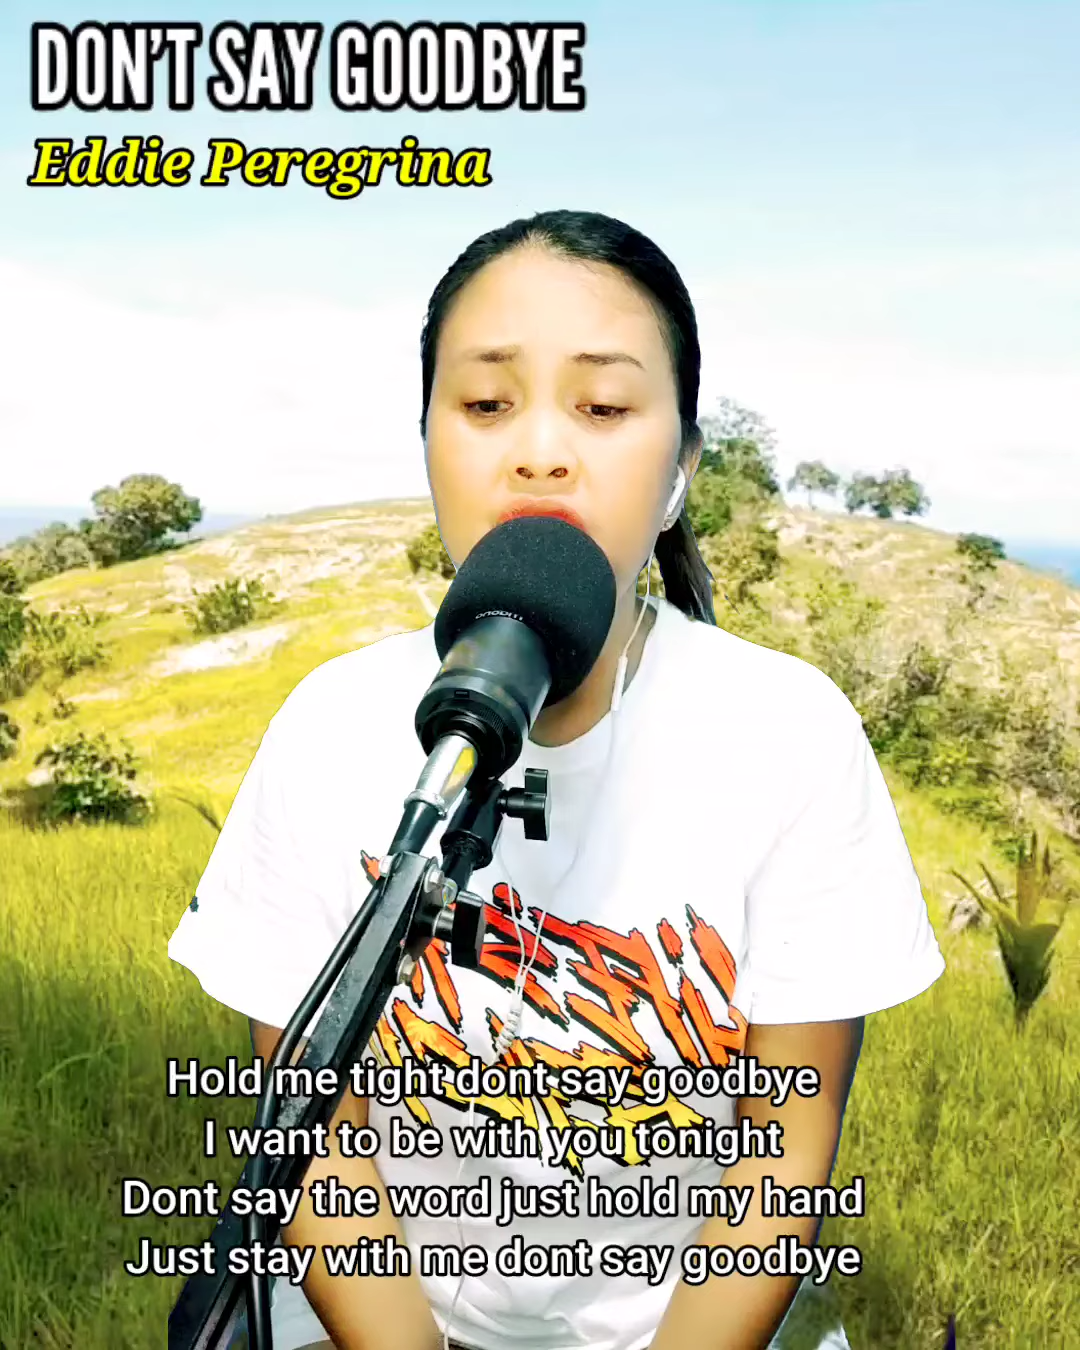 DON'T SAY GOODBYE
Eddie Peregrina
Hold me tight dont say goodbye
I want to be with you tonight
Dont say the word just hold my hand
Just stay with me dont say goodbye